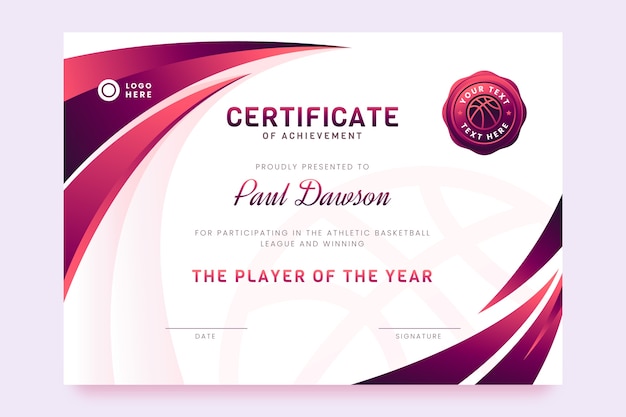 LOGO
HERE
CERTIFICATE
OF ACHIEVEMENT
YOUR TEXT
TEXT HERE
PROUDLY PRESENTED TO
Paul Dawson
FOR PARTICIPATING IN THE ATHLETIC BASKETBALL
LEAGUE AND WINNING
THE PLAYER OF THE YEAR
DATE
SIGNATURE